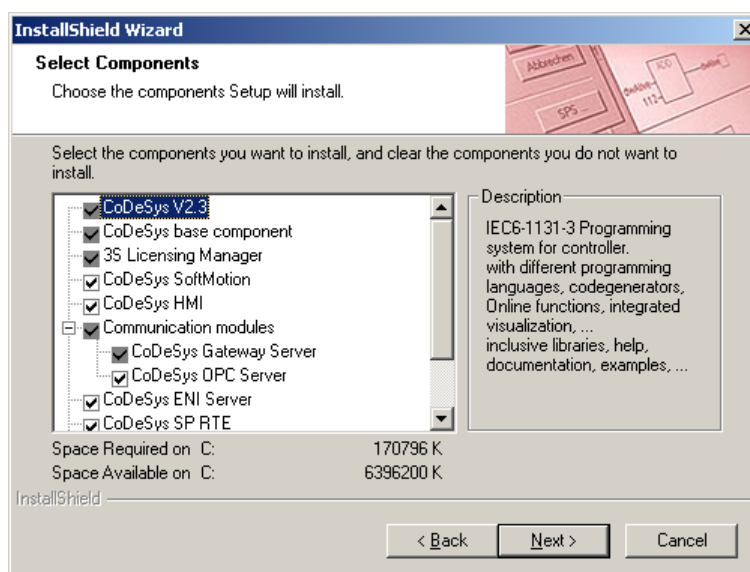 InstallShield Wizard
Select Components
Choose the components Setup will install.
Abbrechen
ICO
SPS ...
112
Select the components you want to install, and clear the components you do not want to
install.
CoDeSys V2.3
CoDeSys base component
3S Licensing Manager
CoDeSys SoftMotion
CoDeSys HMI
Communication modules
CoDeSys Gateway Server
CoDeSys OPC Server
CoDeSys ENI Server
CoDeSys SP RTE
Description
IEC6-1131-3 Programming
system for controller.
with different programming
languages, codegenerators,
Online functions, integrated
visualization, ...
inclusive libraries, help,
documentation, examples, ...
Space Required on C: 170796 K
Space Available on C: 6396200 K
InstallShield
< Back
Next >
Cancel